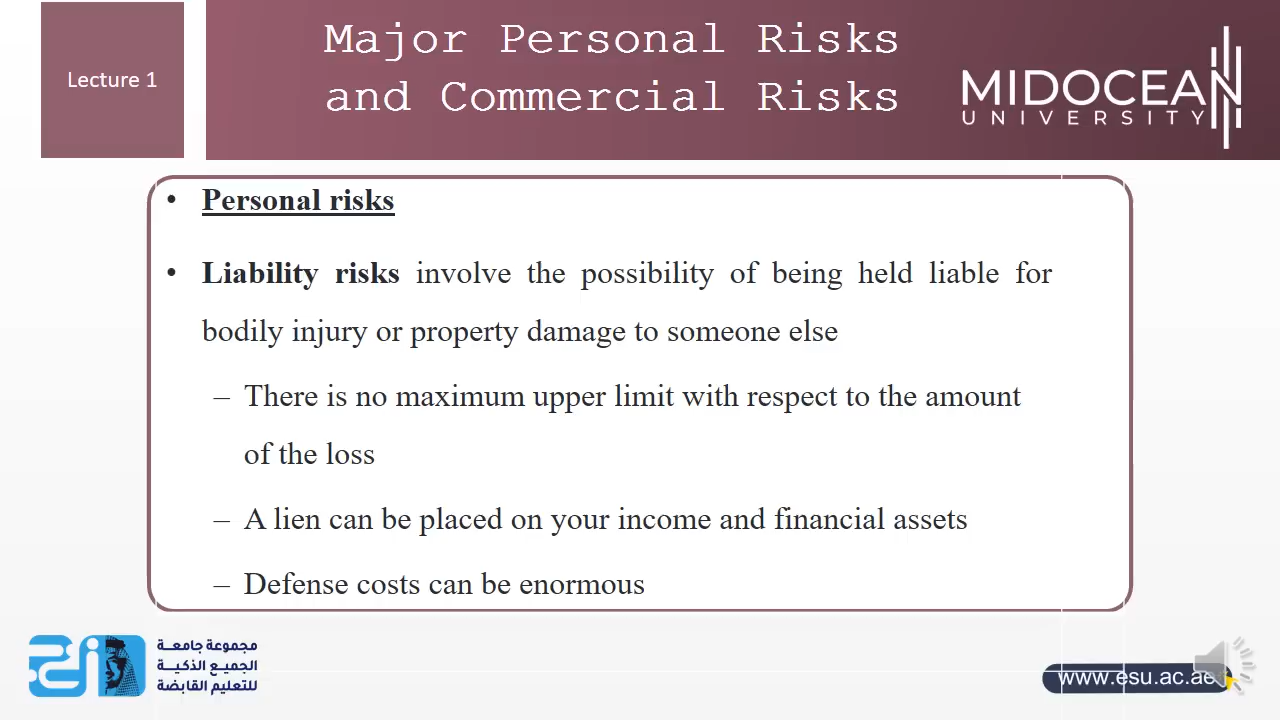 Lecture 1
Major Personal Risks
and Commercial Risks
MIDOCEAN
UNIVERSITY
• Personal risks
• Liability risks involve the possibility of being held liable for
bodily injury or property damage to someone else
– There is no maximum upper limit with respect to the amount
of the loss
– A lien can be placed on your income and financial assets
– Defense costs can be enormous
مجموعة جامعة
الجميع الذكية
للتعليم القابضة
www.esu.ac.ae